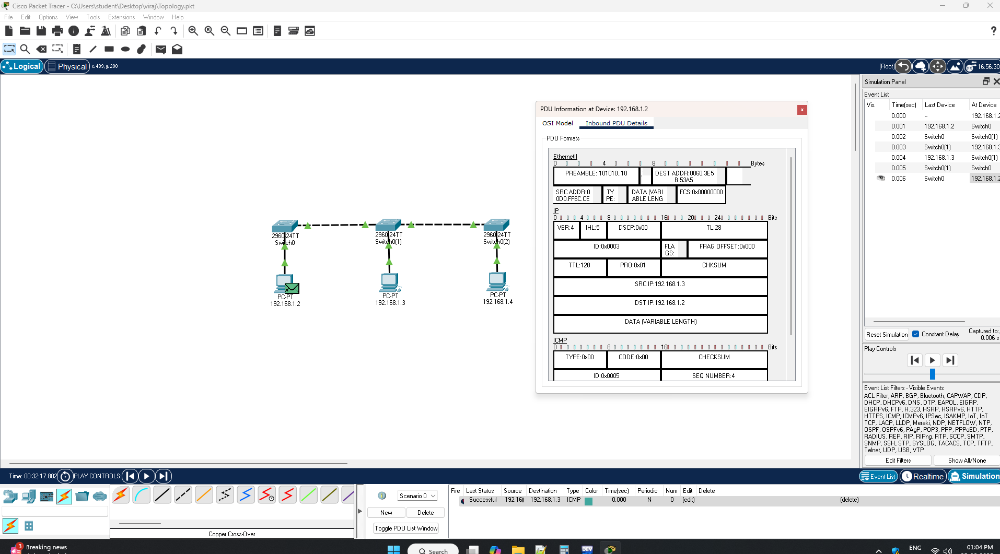 Cisco Packet Tracer - C:\Users\student\Desktop\viraj\Topology.pkt
File Edit Options View Tools Extensions Window Help
Logical Physical x: 489, y: 200 [Root] 16:56:30
Simulation Panel
Event List
Vis. Time(sec) Last Device At Device
0.000 -- 192.168.1.2
0.001 192.168.1.2 Switch0
0.002 Switch0 Switch0(1)
0.003 Switch0(1) 192.168.1.3
0.004 192.168.1.3 Switch0(1)
0.005 Switch0(1) Switch0
0.006 Switch0 192.168.1.2
Reset Simulation Constant Delay Captured to:
0.006 s
Play Controls
Event List Filters - Visible Events
ACL Filter, ARP, BGP, Bluetooth, CAPWAP, CDP,
DHCP, DHCPv6, DNS, DTP, EAPOL, EIGRP,
EIGRPv6, FTP, H.323, HSRP, HSRPv6, HTTP,
HTTPS, ICMP, ICMPv6, IPSec, ISAKMP, IoT, IoT
TCP, LACP, LLDP, Meraki, NDP, NETFLOW, NTP,
OSPF, OSPFv6, PAgP, POP3, PPP, PPPoED, PTP,
RADIUS, REP, RIP, RIPng, RTP, SCCP, SMTP,
SNMP, SSH, STP, SYSLOG, TACACS, TCP, TFTP,
Telnet, UDP, USB, VTP
Edit Filters Show All/None
PDU Information at Device: 192.168.1.2
OSI Model Inbound PDU Details
PDU Formats
EthernetII
0 4 8 Bytes
PREAMBLE: 101010..10 DEST ADDR:0060.3E5
B.53A5
SRC ADDR:0 TY DATA (VARI FCS:0x00000000
0D0.FF6C.CE PE: ABLE LENG
IP
0 4 8 16 20 24 Bits
VER:4 IHL:5 DSCP:0x00 TL:28
ID:0x0003 FLA FRAG OFFSET:0x000
GS:
TTL:128 PRO:0x01 CHKSUM
SRC IP:192.168.1.3
DST IP:192.168.1.2
DATA (VARIABLE LENGTH)
ICMP
0 8 16 Bits
TYPE:0x00 CODE:0x00 CHECKSUM
ID:0x0005 SEQ NUMBER:4
2960-24TT 2960-24TT 2960-24TT
Switch0 Switch0(1) Switch0(2)
PC-PT PC-PT PC-PT
192.168.1.2 192.168.1.3 192.168.1.4
Time: 00:32:17.802 PLAY CONTROLS: Event List Realtime Simulation
Scenario 0
New Delete
Toggle PDU List Window
Fire Last Status Source Destination Type Color Time(sec) Periodic Num Edit Delete
Successful 192.16 192.168.1.3 ICMP 0.000 N 0 (edit) (delete)
Copper Cross-Over
3 Breaking news
Search
DEV
ENG
01:04 PM